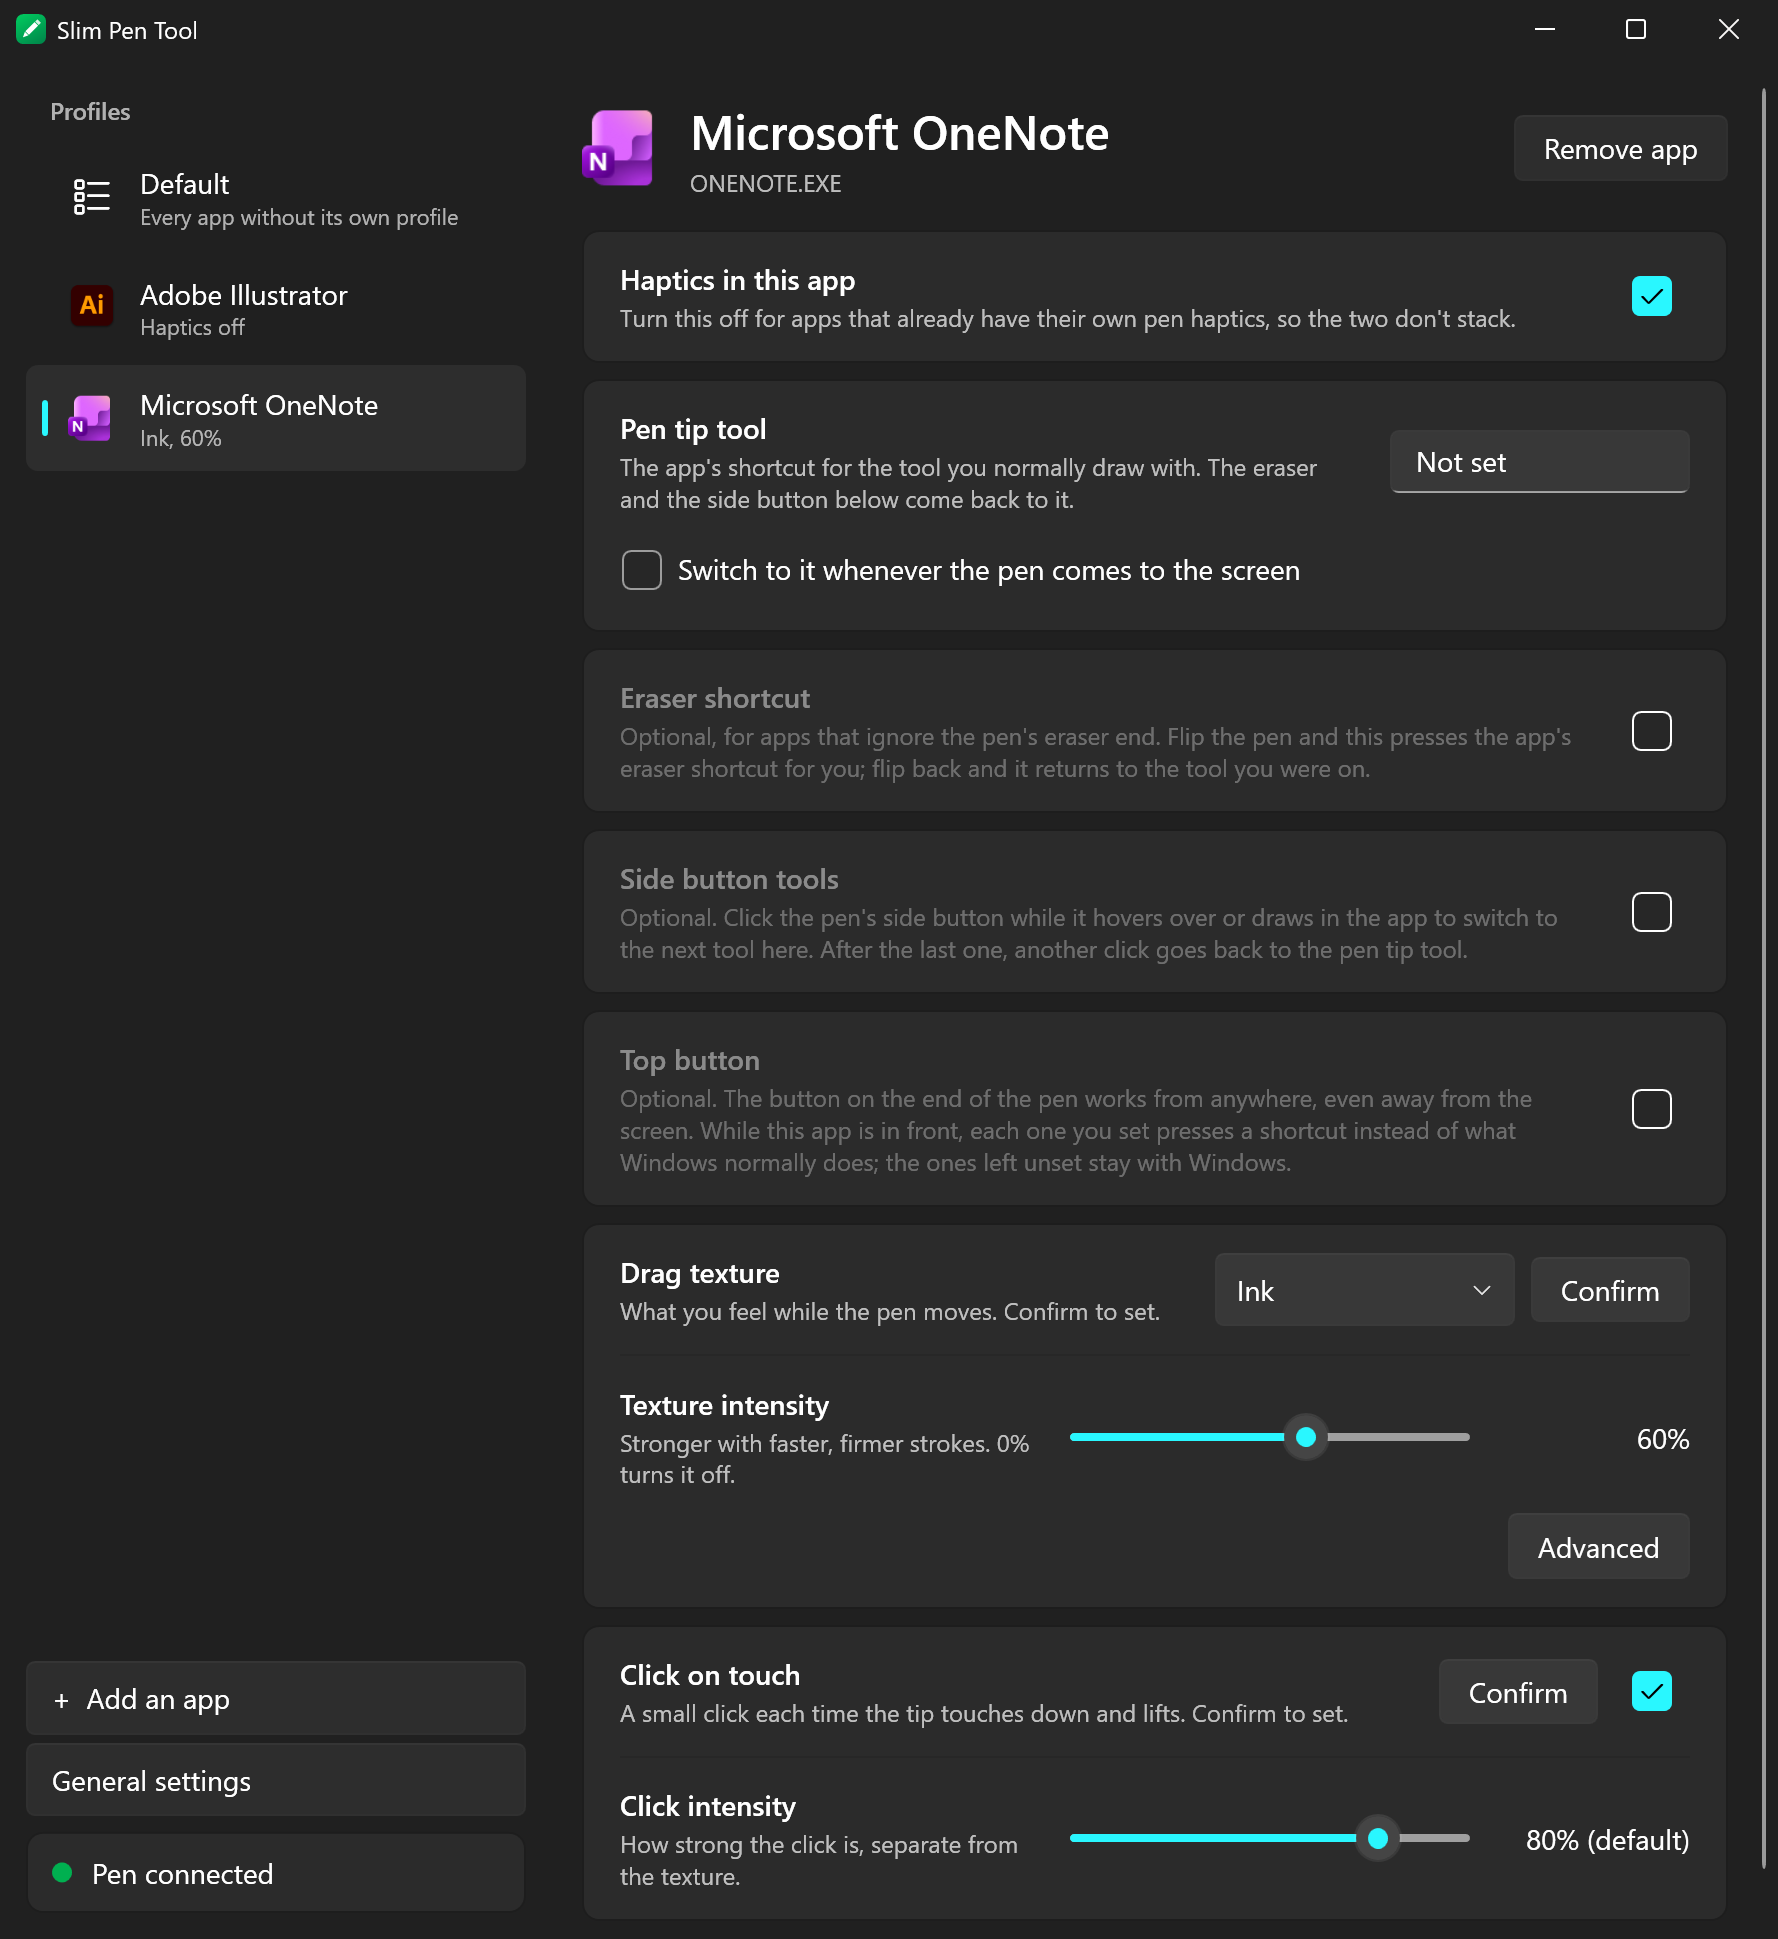 Slim Pen Tool
Profiles
Default
Every app without its own profile
Ai
Adobe Illustrator
Haptics off
N
Microsoft OneNote
Ink, 60%
+ Add an app
General settings
Pen connected
N
Microsoft OneNote
ONENOTE.EXE
Remove app
Haptics in this app
Turn this off for apps that already have their own pen haptics, so the two don't stack.
Pen tip tool
The app's shortcut for the tool you normally draw with. The eraser
and the side button below come back to it.
Not set
Switch to it whenever the pen comes to the screen
Eraser shortcut
Optional, for apps that ignore the pen's eraser end. Flip the pen and this presses the app's
eraser shortcut for you; flip back and it returns to the tool you were on.
Side button tools
Optional. Click the pen's side button while it hovers over or draws in the app to switch to
the next tool here. After the last one, another click goes back to the pen tip tool.
Top button
Optional. The button on the end of the pen works from anywhere, even away from the
screen. While this app is in front, each one you set presses a shortcut instead of what
Windows normally does; the ones left unset stay with Windows.
Drag texture
What you feel while the pen moves. Confirm to set.
Ink
Confirm
Texture intensity
Stronger with faster, firmer strokes. 0%
turns it off.
60%
Advanced
Click on touch
A small click each time the tip touches down and lifts. Confirm to set.
Confirm
Click intensity
How strong the click is, separate from
the texture.
80% (default)